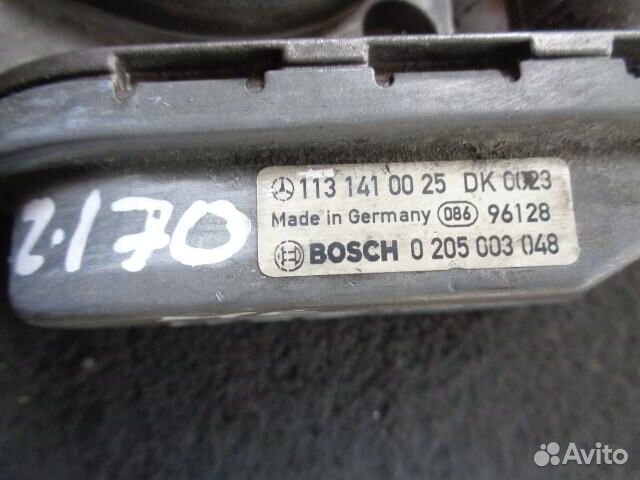 2.170
113 141 00 25 DK 0023
Made in Germany 086 96128
BOSCH 0 205 003 048
Avito